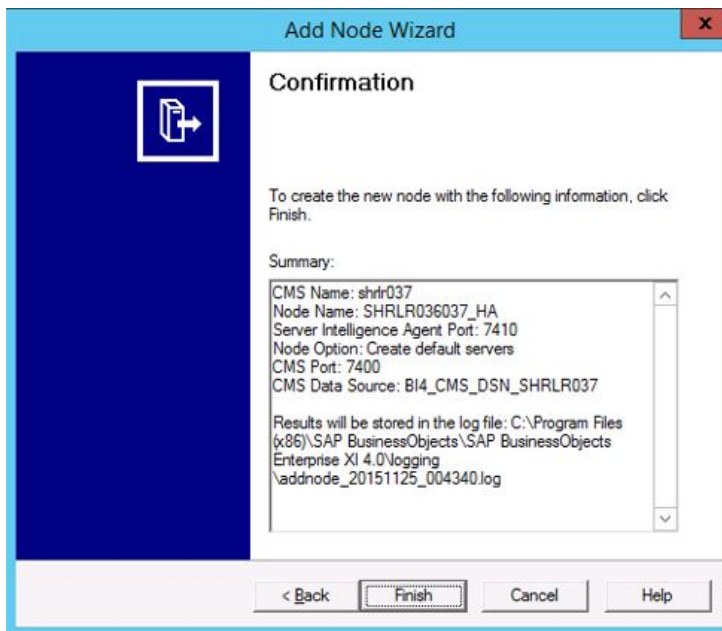 Add Node Wizard
x
Confirmation
To create the new node with the following information, click
Finish.
Summary:
CMS Name: shrlr037
Node Name: SHRLR036037_HA
Server Intelligence Agent Port: 7410
Node Option: Create default servers
CMS Port: 7400
CMS Data Source: BI4_CMS_DSN_SHRLR037
Results will be stored in the log file: C:\Program Files
(x86)\SAP BusinessObjects\SAP BusinessObjects
Enterprise XI 4.0\logging
\addnode_20151125_004340.log
< Back
Finish
Cancel
Help